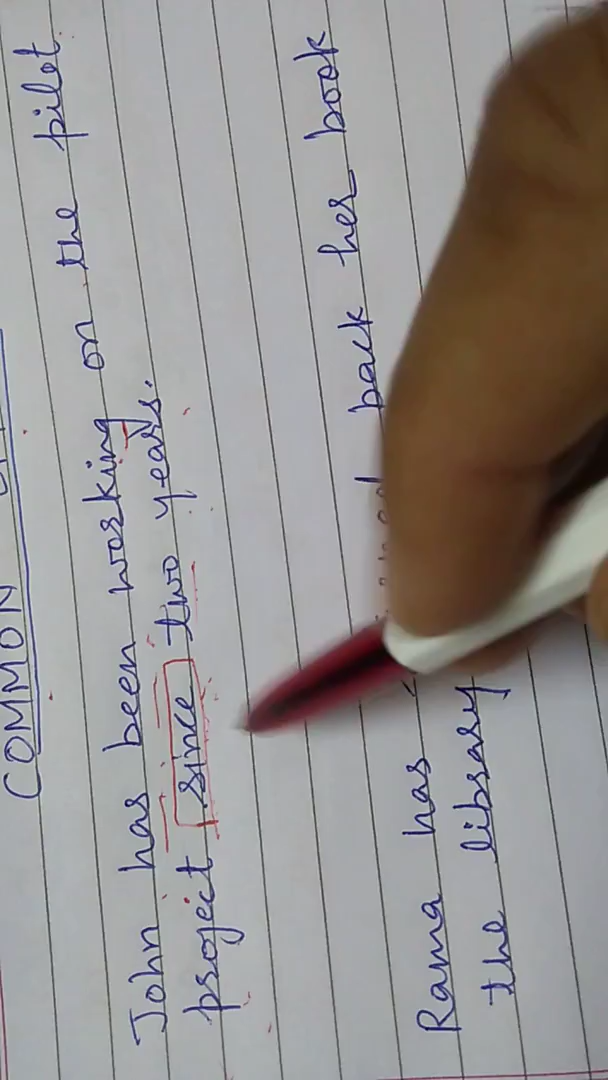 COMMON
John has been working on the pilot
project since two years.
Rama has back her book
the library